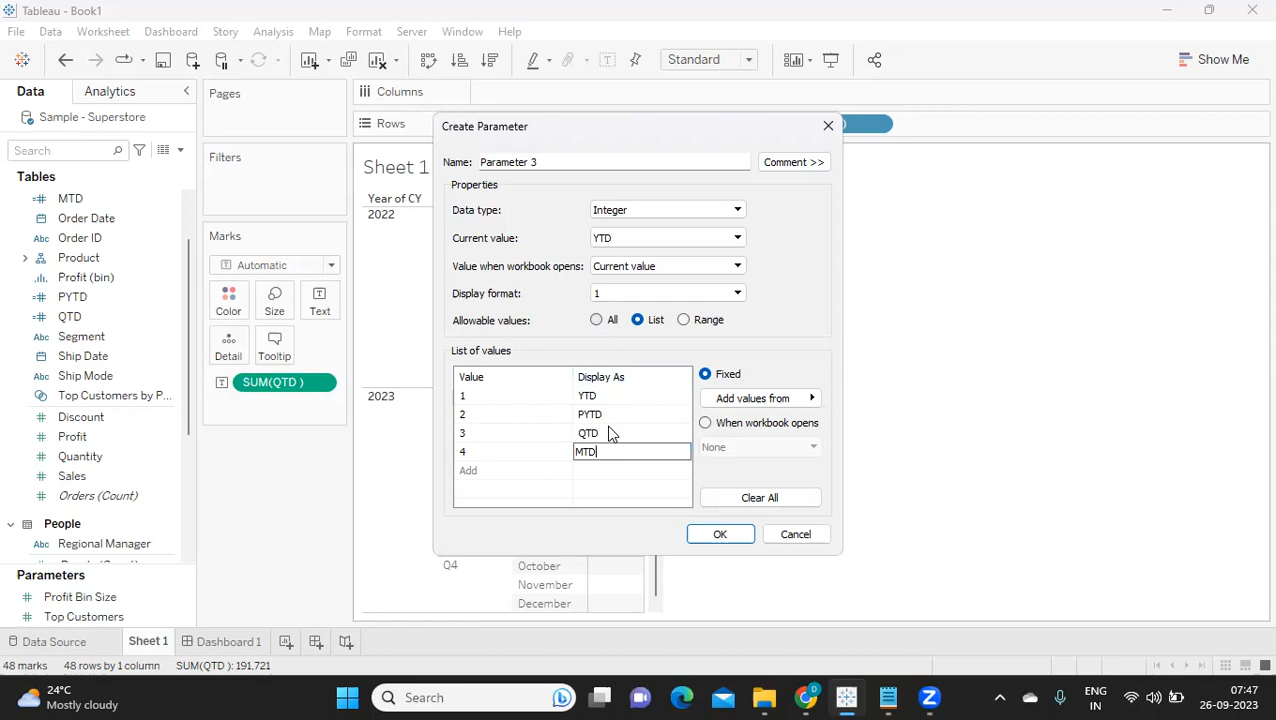 Tableau - Book1
File Data Worksheet Dashboard Story Analysis Map Format Server Window Help
Standard
Show Me
Data Analytics
Pages
Columns
Sample - Superstore
Rows
Search
Filters
Tables
MTD
Order Date
Order ID
Product
Profit (bin)
PYTD
QTD
Segment
Ship Date
Ship Mode
Top Customers by P...
Discount
Profit
Quantity
Sales
Orders (Count)
People
Regional Manager
Parameters
Profit Bin Size
Top Customers
Marks
Automatic
Color Size Text
Detail Tooltip
SUM(QTD )
Sheet 1
Year of CY
2022
2023
Q4
October
November
December
Create Parameter
Name: Parameter 3 Comment >>
Properties
Data type: Integer
Current value: YTD
Value when workbook opens: Current value
Display format: 1
Allowable values: All List Range
List of values
Value Display As
1 YTD
2 PYTD
3 QTD
4 MTD
Add
Fixed
Add values from
When workbook opens
None
Clear All
OK Cancel
Data Source Sheet 1 Dashboard 1
48 marks 48 rows by 1 column SUM(QTD ): 191,721
24°C
Mostly cloudy
Search
ENG
IN
07:47
26-09-2023